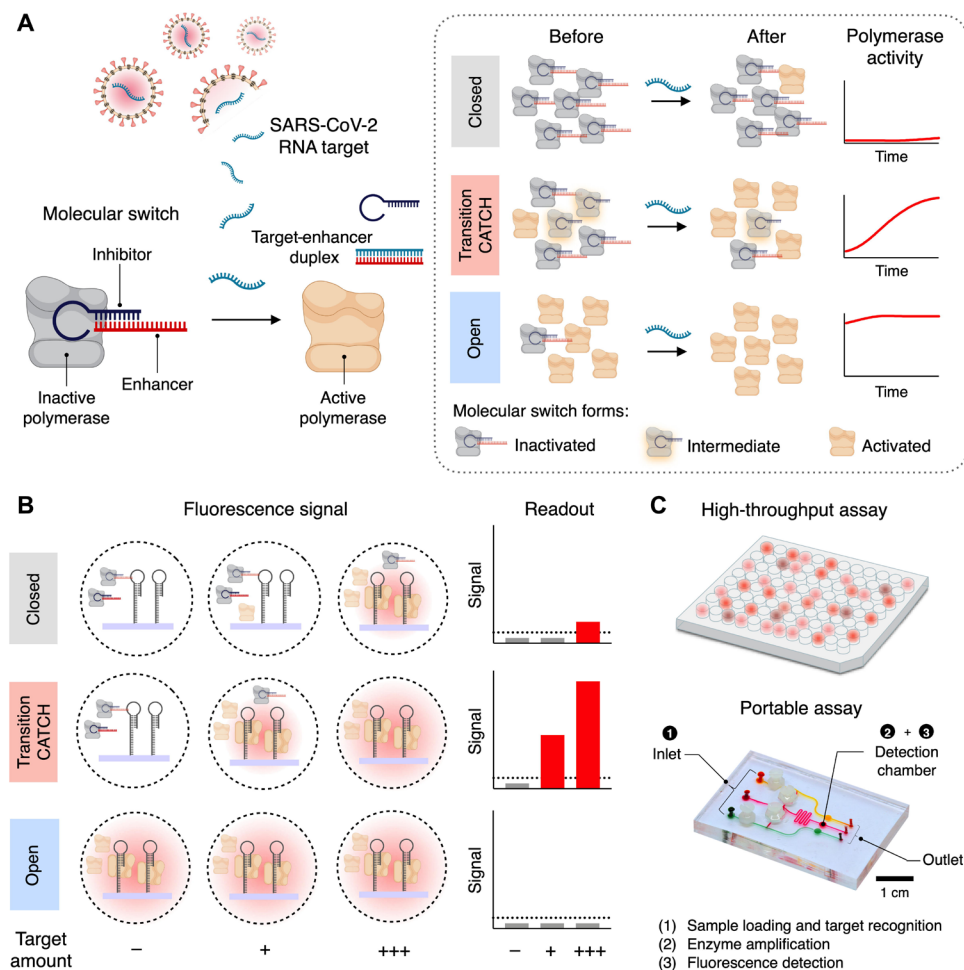 A
SARS-CoV-2
RNA target
Molecular switch
Inhibitor
Target-enhancer
duplex
Enhancer
Inactive
polymerase
Active
polymerase
Before
After
Polymerase
activity
Closed
Time
Transition
CATCH
Time
Open
Time
Molecular switch forms:
Inactivated
Intermediate
Activated
B
Fluorescence signal
Readout
Closed
Signal
Transition
CATCH
Signal
Open
Signal
Target
amount
–
+
+++
–
+
+++
C
High-throughput assay
Portable assay
1
Inlet
2 + 3
Detection
chamber
Outlet
1 cm
(1) Sample loading and target recognition
(2) Enzyme amplification
(3) Fluorescence detection